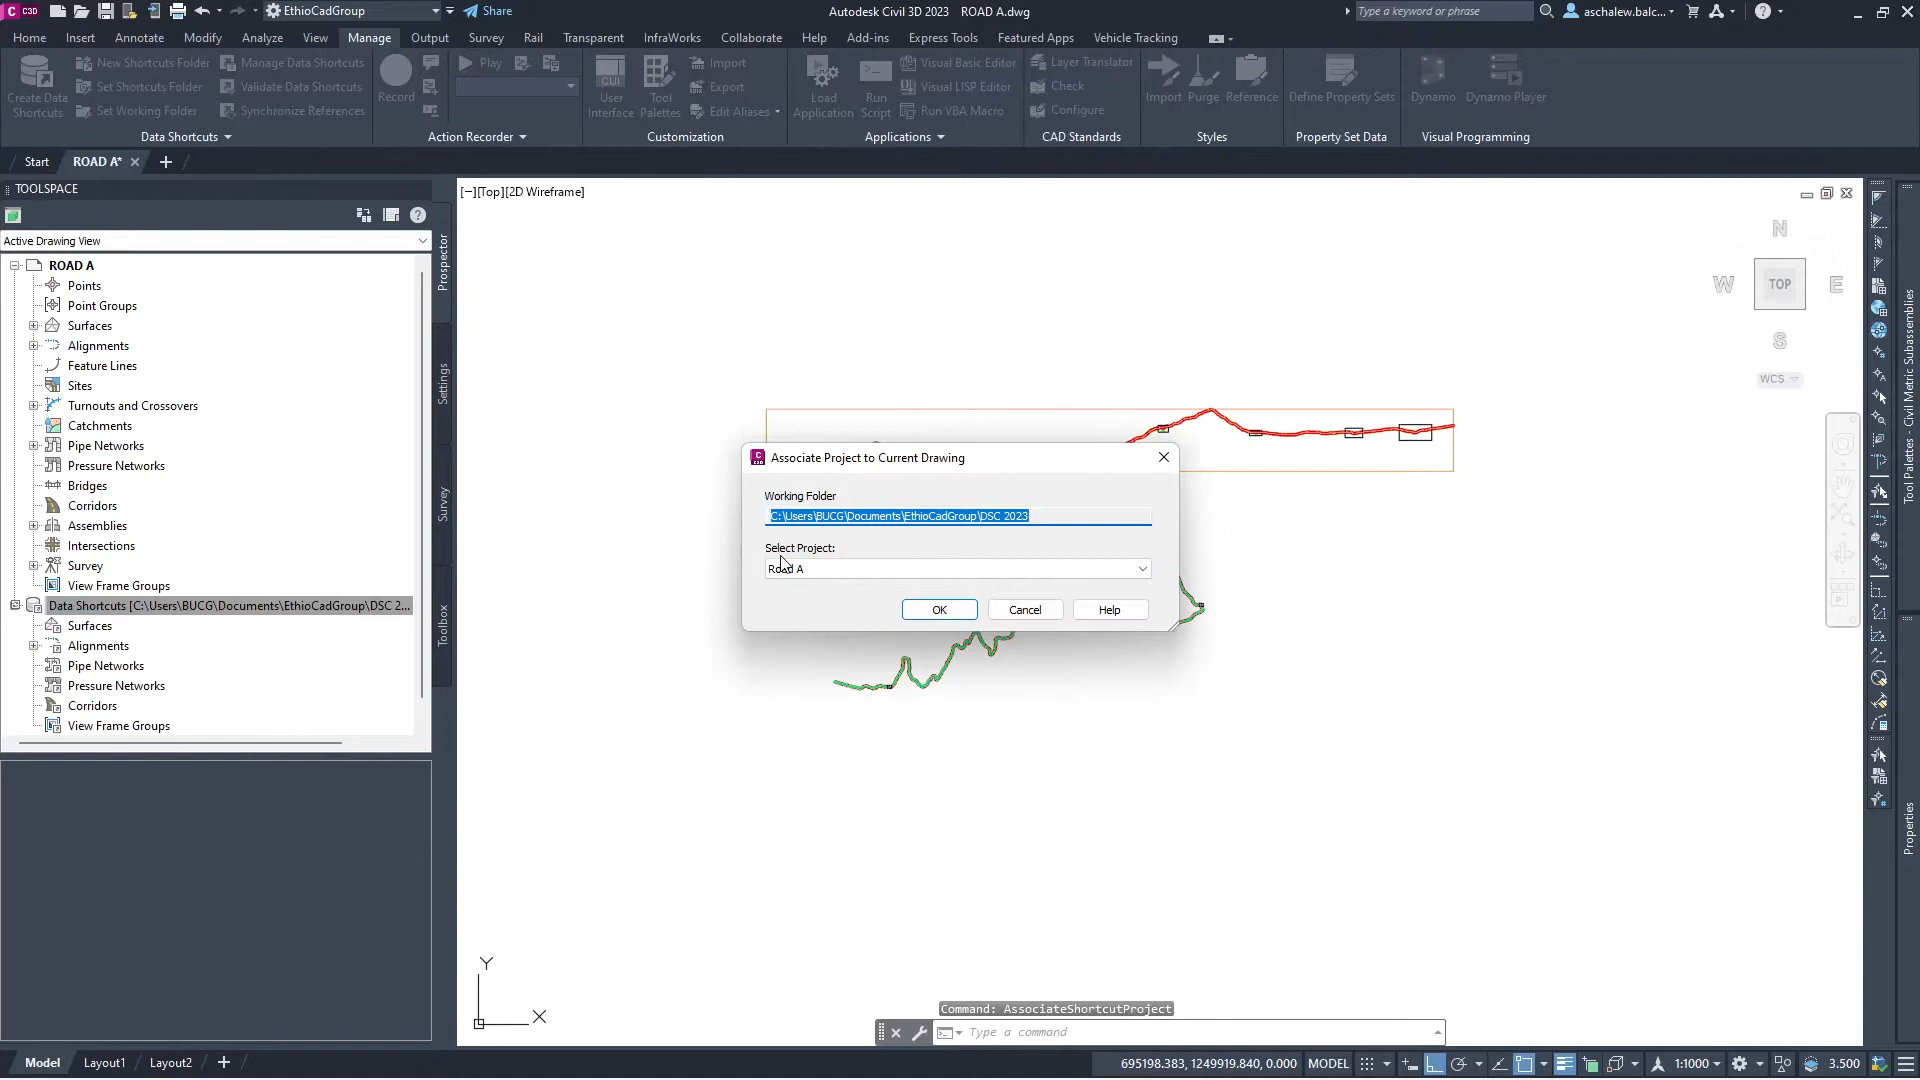 C3D EthioCadGroup Share Autodesk Civil 3D 2023 ROAD A.dwg Type a keyword or phrase aschalew.balc...
Home Insert Annotate Modify Analyze View Manage Output Survey Rail Transparent InfraWorks Collaborate Help Add-ins Express Tools Featured Apps Vehicle Tracking
New Shortcuts Folder Manage Data Shortcuts Play Import Visual Basic Editor Layer Translator
Set Shortcuts Folder Validate Data Shortcuts Export Visual LISP Editor Check
Create Data Shortcuts Set Working Folder Synchronize References Record User Interface Tool Palettes Edit Aliases Load Application Run Script Run VBA Macro Configure Import Purge Reference Define Property Sets Dynamo Dynamo Player
Data Shortcuts Action Recorder Customization Applications CAD Standards Styles Property Set Data Visual Programming
Start ROAD A*
TOOLSPACE
[−][Top][2D Wireframe]
Active Drawing View
ROAD A
Points
Point Groups
Surfaces
Alignments
Feature Lines
Sites
Turnouts and Crossovers
Catchments
Pipe Networks
Pressure Networks
Bridges
Corridors
Assemblies
Intersections
Survey
View Frame Groups
Data Shortcuts [C:\Users\BUCG\Documents\EthioCadGroup\DSC 2...
Surfaces
Alignments
Pipe Networks
Pressure Networks
Corridors
View Frame Groups
Prospector
Settings
Survey
Toolbox
N
W TOP E
S
WCS
Associate Project to Current Drawing
Working Folder
C:\Users\BUCG\Documents\EthioCadGroup\DSC 2023
Select Project:
Road A
OK Cancel Help
Tool Palettes - Civil Metric Subassemblies
Properties
Y
X
Command: AssociateShortcutProject
Type a command
Model Layout1 Layout2 695198.383, 1249919.840, 0.000 MODEL 1:1000 3.500